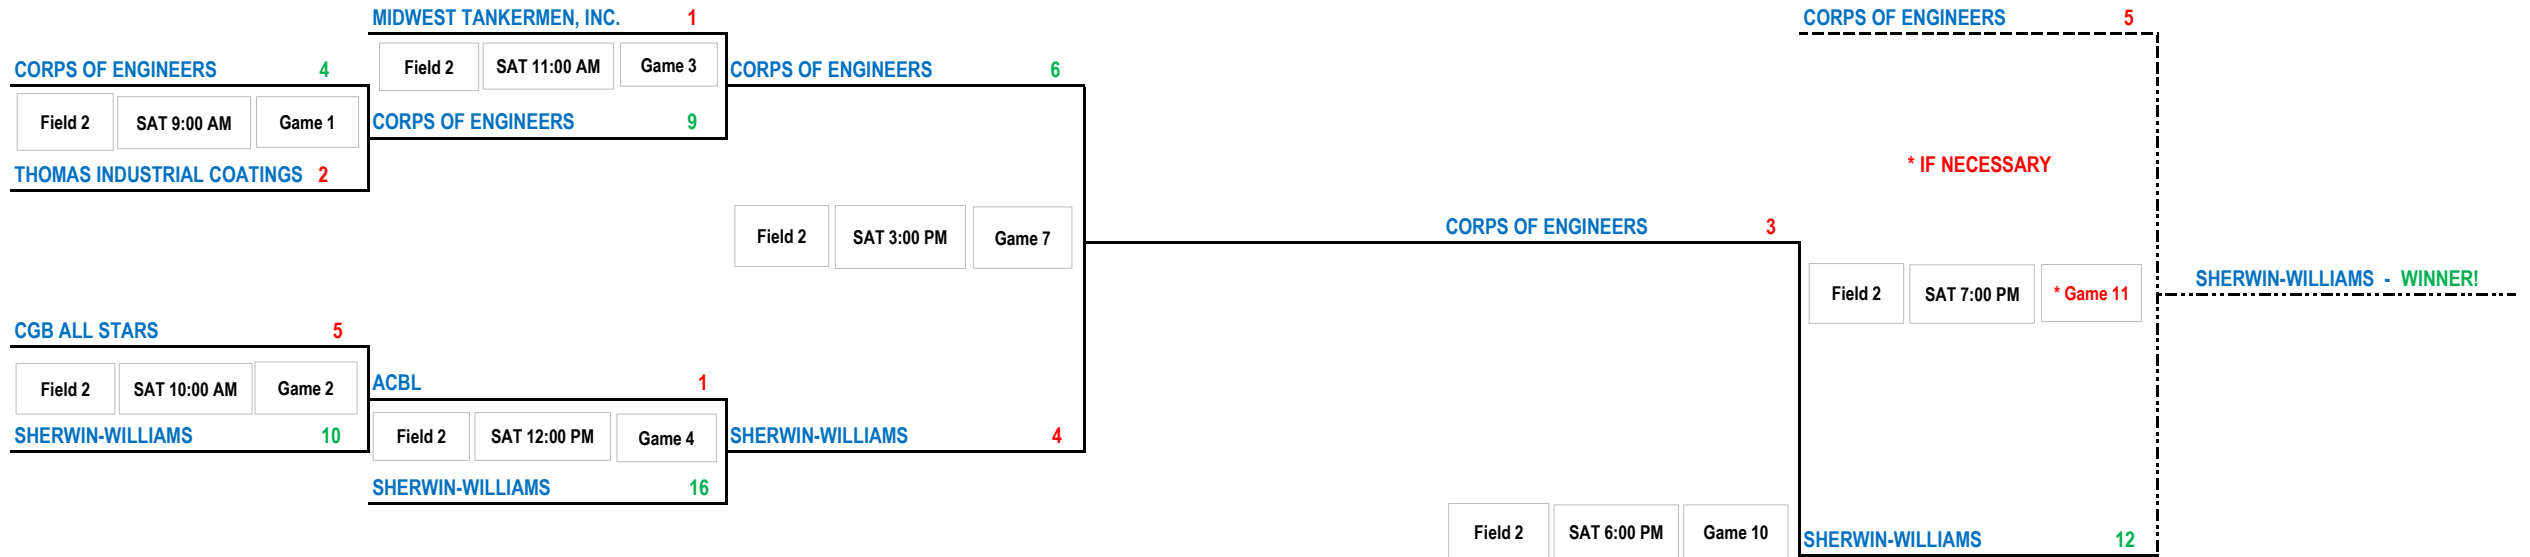 MIDWEST TANKERMEN, INC. 1
CORPS OF ENGINEERS 5
Field 2 SAT 11:00 AM Game 3
CORPS OF ENGINEERS 4
CORPS OF ENGINEERS 6
Field 2 SAT 9:00 AM Game 1
CORPS OF ENGINEERS 9
THOMAS INDUSTRIAL COATINGS 2
* IF NECESSARY
CORPS OF ENGINEERS 3
Field 2 SAT 3:00 PM Game 7
SHERWIN-WILLIAMS - WINNER!
Field 2 SAT 7:00 PM * Game 11
CGB ALL STARS 5
Field 2 SAT 10:00 AM Game 2
ACBL 1
SHERWIN-WILLIAMS 10
Field 2 SAT 12:00 PM Game 4
SHERWIN-WILLIAMS 4
SHERWIN-WILLIAMS 16
Field 2 SAT 6:00 PM Game 10
SHERWIN-WILLIAMS 12